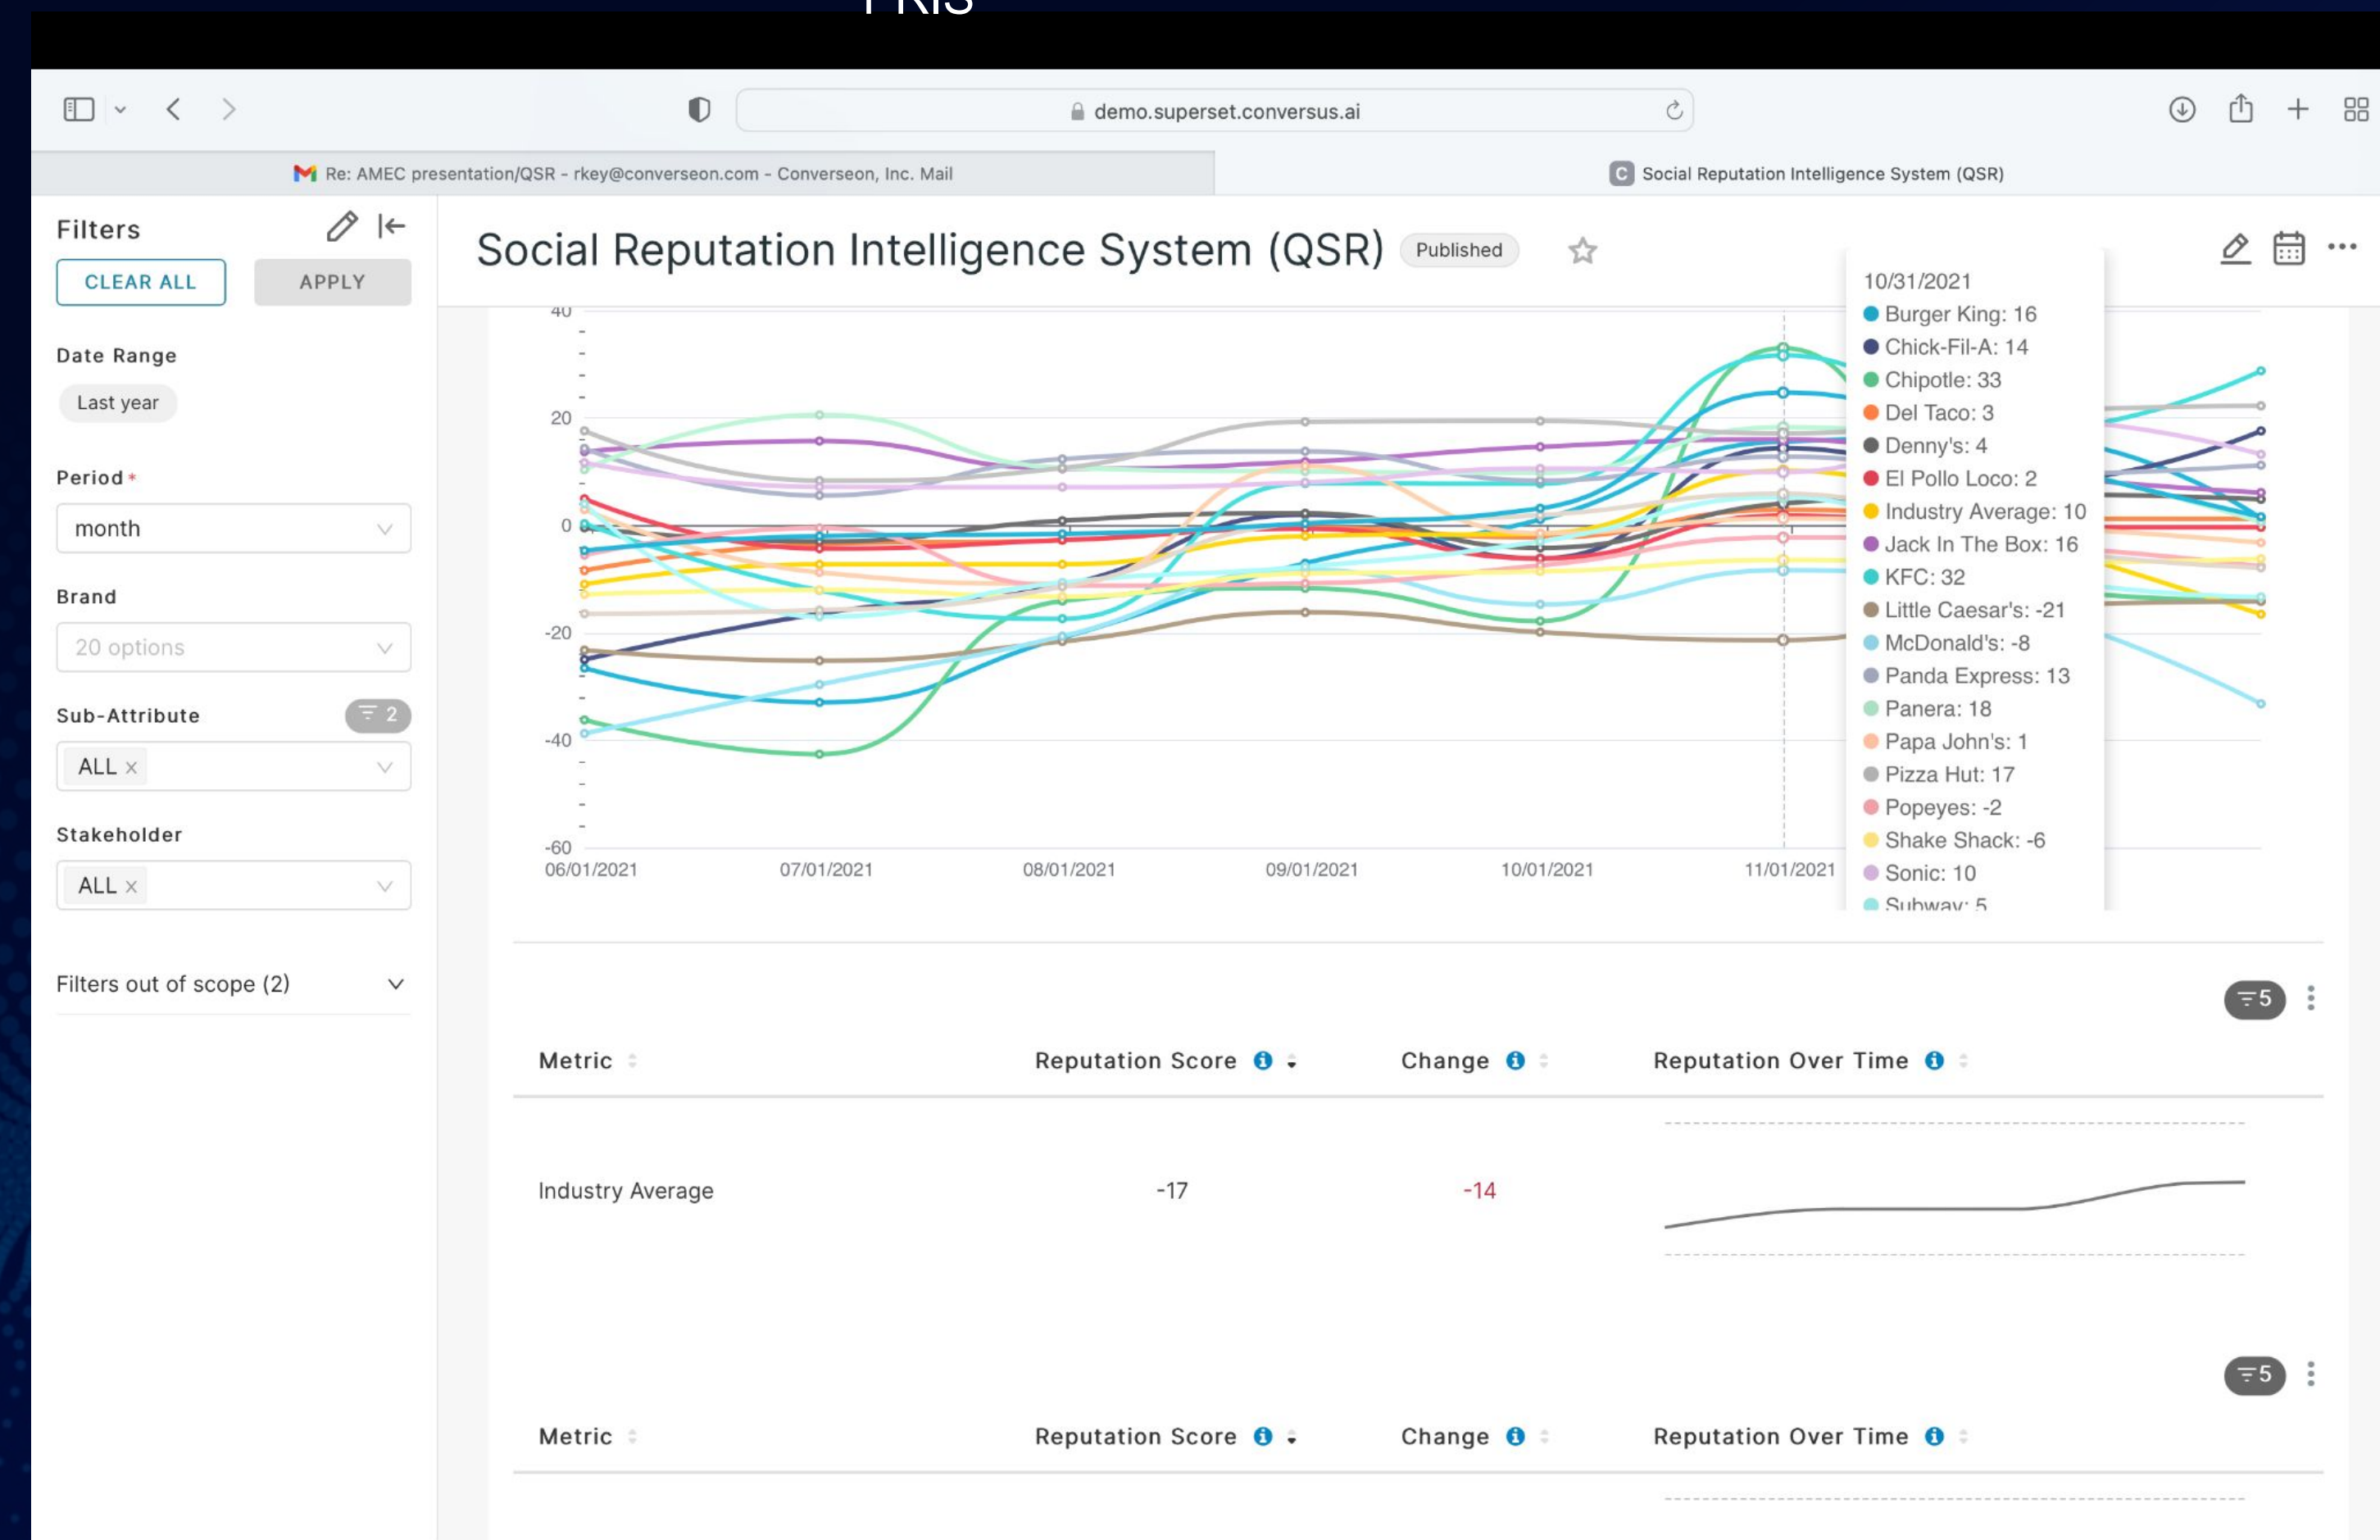 PRIS
demo.superset.conversus.ai
Re: AMEC presentation/QSR - rkey@converseon.com - Converseon, Inc. Mail
C Social Reputation Intelligence System (QSR)
Filters
CLEAR ALL
APPLY
Date Range
Last year
Period *
month
Brand
20 options
Sub-Attribute
2
ALL ×
Stakeholder
ALL ×
Filters out of scope (2)
Social Reputation Intelligence System (QSR)
Published
40
20
0
-20
-40
-60
06/01/2021
07/01/2021
08/01/2021
09/01/2021
10/01/2021
11/01/2021
10/31/2021
Burger King: 16
Chick-Fil-A: 14
Chipotle: 33
Del Taco: 3
Denny's: 4
El Pollo Loco: 2
Industry Average: 10
Jack In The Box: 16
KFC: 32
Little Caesar's: -21
McDonald's: -8
Panda Express: 13
Panera: 18
Papa John's: 1
Pizza Hut: 17
Popeyes: -2
Shake Shack: -6
Sonic: 10
Subway: 5
5
Metric Reputation Score Change Reputation Over Time
Industry Average -17 -14
5
Metric Reputation Score Change Reputation Over Time